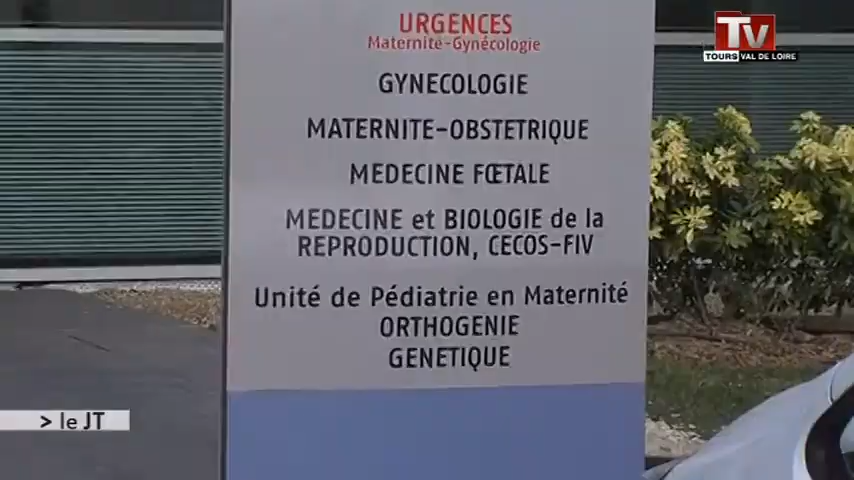 URGENCES
Maternité-Gynécologie
GYNECOLOGIE
MATERNITE-OBSTETRIQUE
MEDECINE FŒTALE
MEDECINE et BIOLOGIE de la
REPRODUCTION, CECOS-FIV
Unité de Pédiatrie en Maternité
ORTHOGENIE
GENETIQUE
TV
TOURS VAL DE LOIRE
> le JT